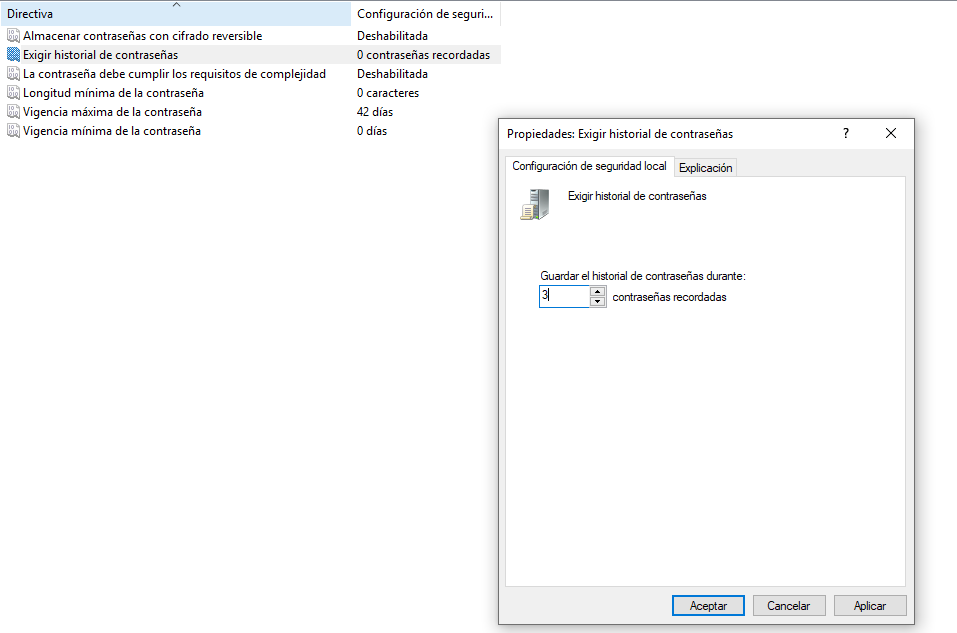 Directiva Configuración de seguri...
Almacenar contraseñas con cifrado reversible Deshabilitada
Exigir historial de contraseñas 0 contraseñas recordadas
La contraseña debe cumplir los requisitos de complejidad Deshabilitada
Longitud mínima de la contraseña 0 caracteres
Vigencia máxima de la contraseña 42 días
Vigencia mínima de la contraseña 0 días
Propiedades: Exigir historial de contraseñas ?
Configuración de seguridad local Explicación
Exigir historial de contraseñas
Guardar el historial de contraseñas durante:
3 contraseñas recordadas
Aceptar Cancelar Aplicar